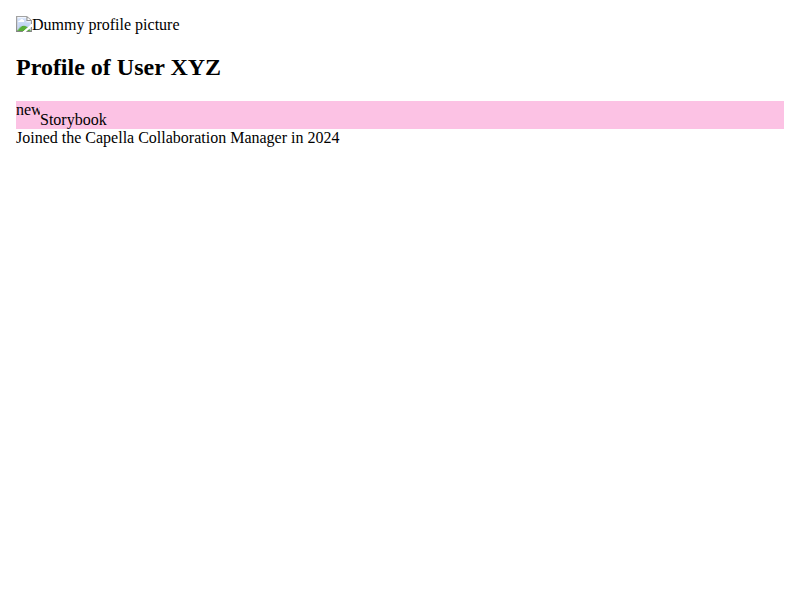 Dummy profile picture
Profile of User XYZ
new
Storybook
Joined the Capella Collaboration Manager in 2024